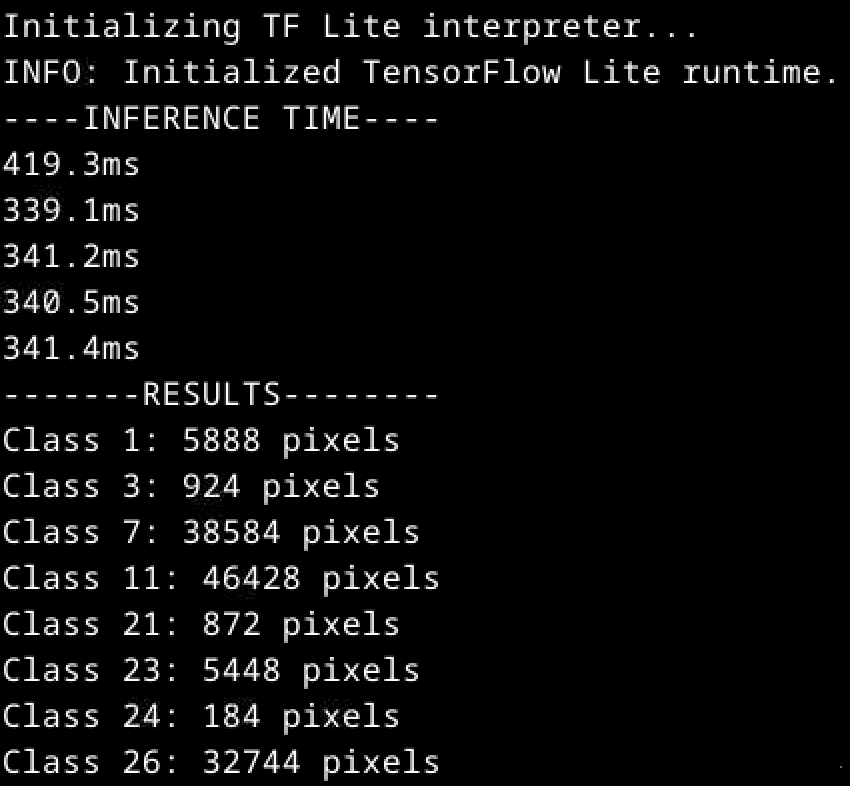 Initializing TF Lite interpreter...
INFO: Initialized TensorFlow Lite runtime.
----INFERENCE TIME----
419.3ms
339.1ms
341.2ms
340.5ms
341.4ms
-------RESULTS--------
Class 1: 5888 pixels
Class 3: 924 pixels
Class 7: 38584 pixels
Class 11: 46428 pixels
Class 21: 872 pixels
Class 23: 5448 pixels
Class 24: 184 pixels
Class 26: 32744 pixels